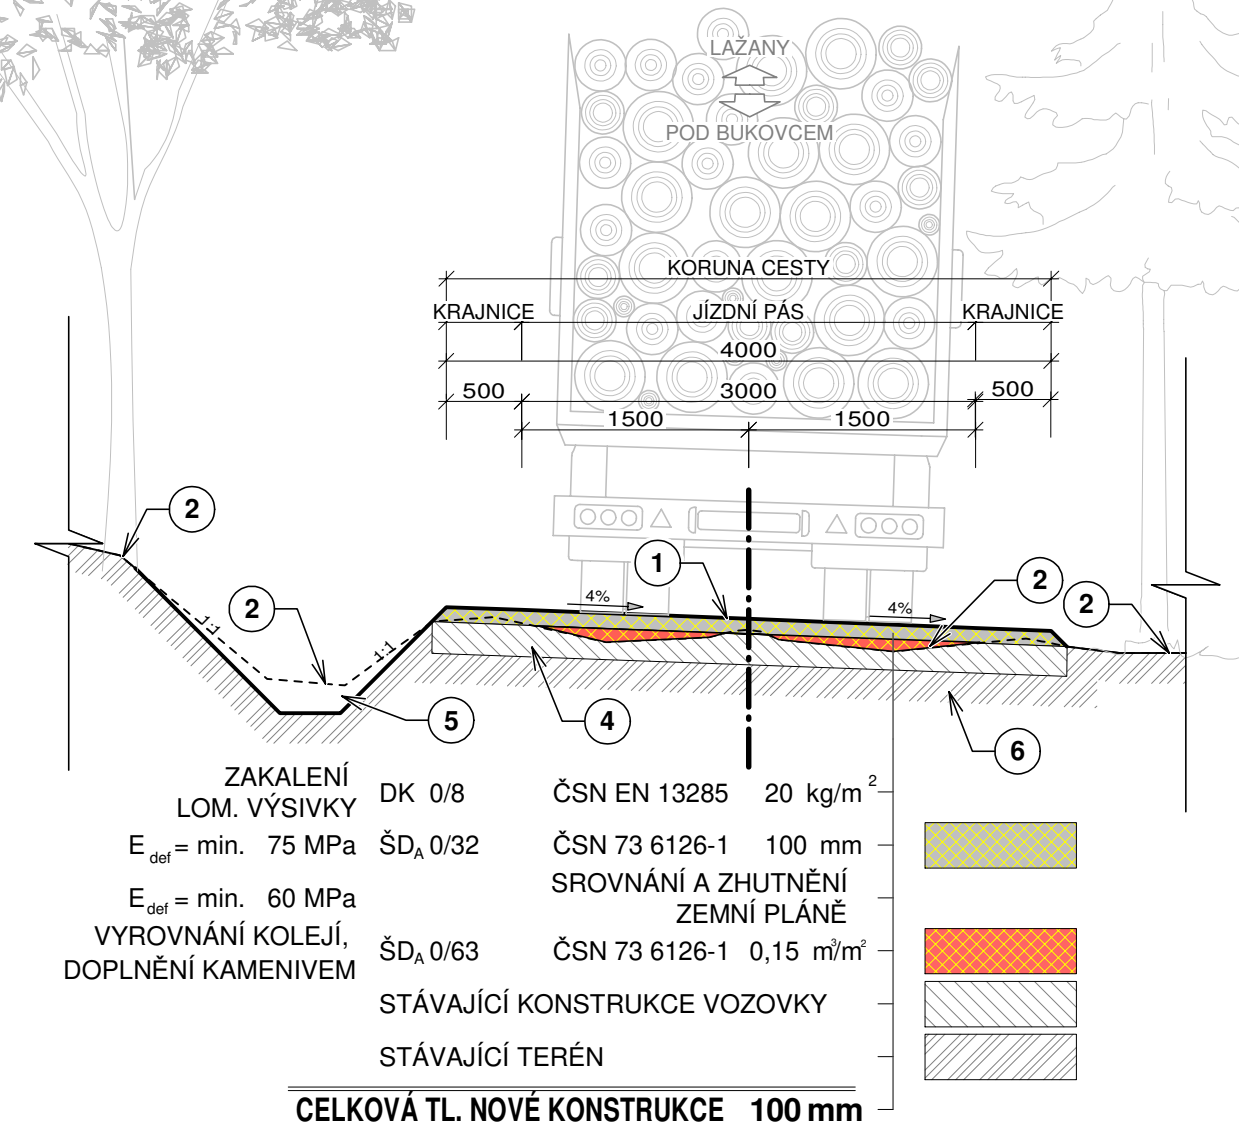 LAŽANY
POD BUKOVCEM
KORUNA CESTY
KRAJNICE JÍZDNÍ PÁS KRAJNICE
4000
500 3000 500
1500 1500
2
1 2 2
2
4% 4%
1:1 1:1
5 4 6
ZAKALENÍ
LOM. VÝSIVKY DK 0/8 ČSN EN 13285 20 kg/m²
E def = min. 75 MPa ŠDA 0/32 ČSN 73 6126-1 100 mm
SROVNÁNÍ A ZHUTNĚNÍ
E def = min. 60 MPa ZEMNÍ PLÁNĚ
VYROVNÁNÍ KOLEJÍ,
DOPLNĚNÍ KAMENIVEM ŠDA 0/63 ČSN 73 6126-1 0,15 m³/m²
STÁVAJÍCÍ KONSTRUKCE VOZOVKY
STÁVAJÍCÍ TERÉN
CELKOVÁ TL. NOVÉ KONSTRUKCE 100 mm